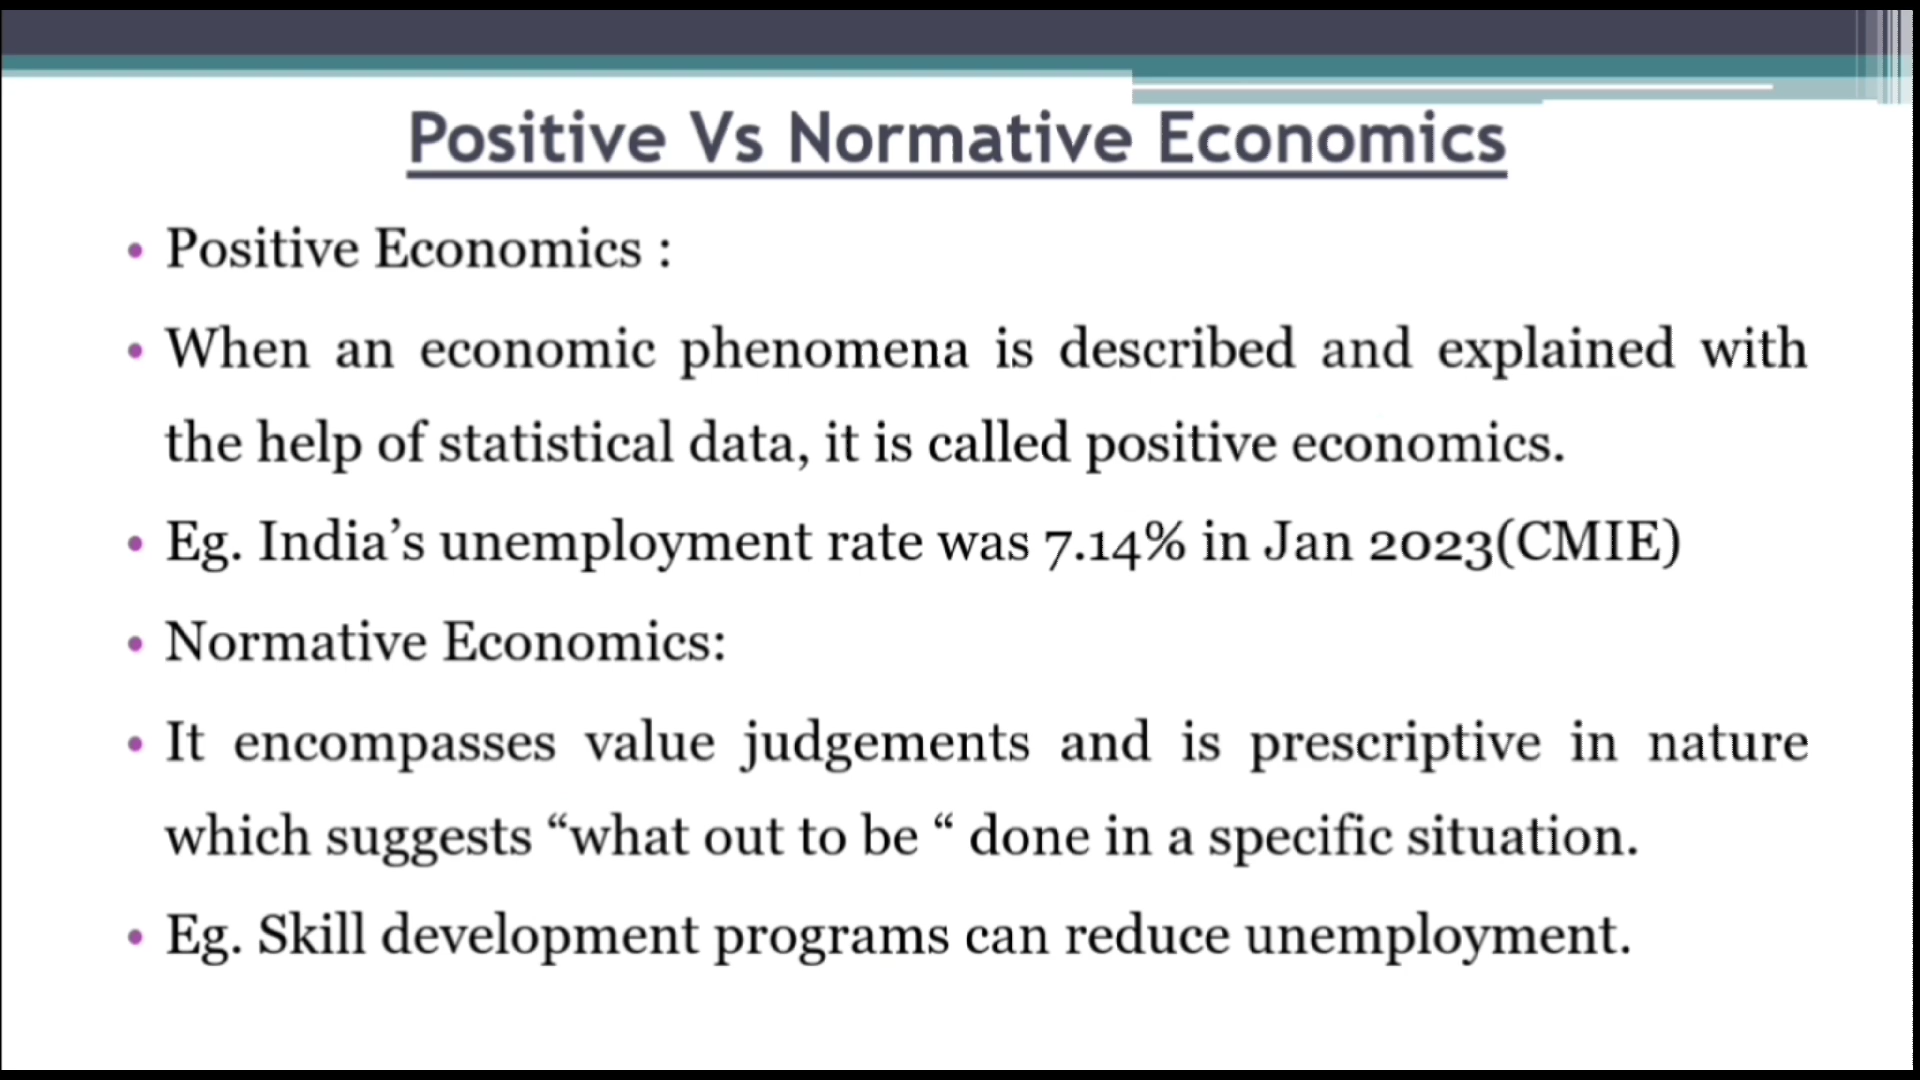 Positive Vs Normative Economics
• Positive Economics :
• When an economic phenomena is described and explained with
the help of statistical data, it is called positive economics.
• Eg. India’s unemployment rate was 7.14% in Jan 2023(CMIE)
• Normative Economics:
• It encompasses value judgements and is prescriptive in nature
which suggests “what out to be “ done in a specific situation.
• Eg. Skill development programs can reduce unemployment.